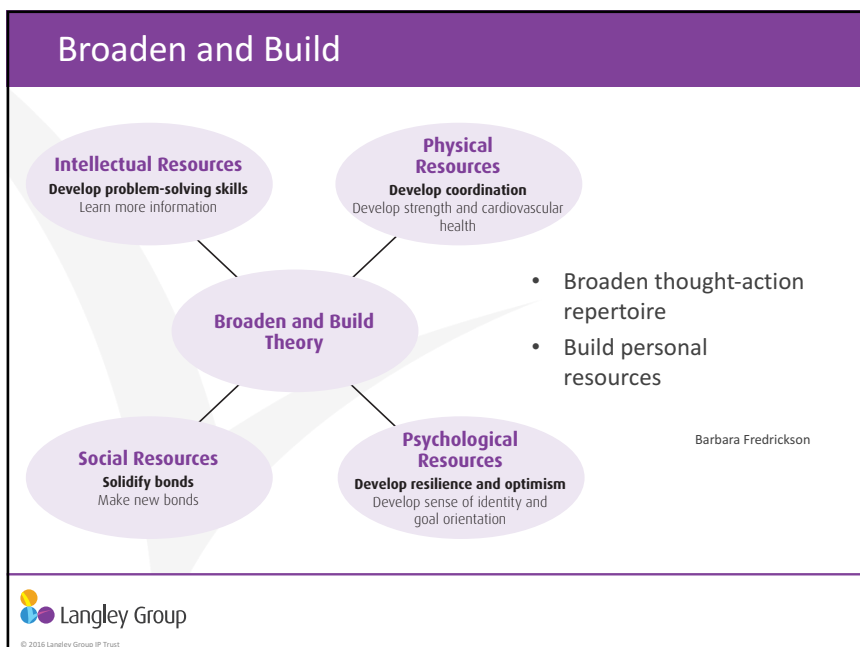 Broaden and Build
Intellectual Resources
Develop problem-solving skills
Learn more information
Physical
Resources
Develop coordination
Develop strength and cardiovascular
health
Broaden and Build
Theory
Social Resources
Solidify bonds
Make new bonds
Psychological
Resources
Develop resilience and optimism
Develop sense of identity and
goal orientation
• Broaden thought-action
repertoire
• Build personal
resources
Barbara Fredrickson
Langley Group
© 2016 Langley Group IP Trust